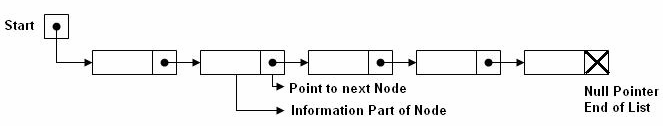 Start
Point to next Node
Information Part of Node
Null Pointer
End of List